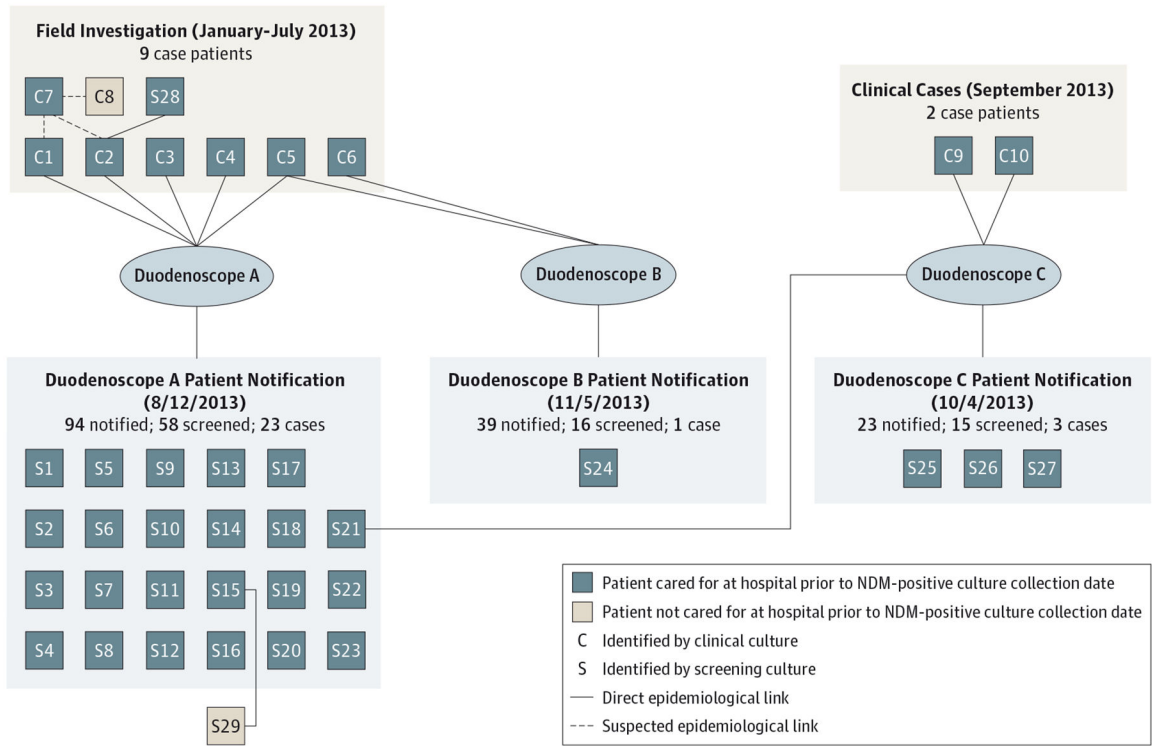 Field Investigation (January-July 2013)
9 case patients
C7
C8
S28
C1
C2
C3
C4
C5
C6
Clinical Cases (September 2013)
2 case patients
C9
C10
Duodenoscope A
Duodenoscope B
Duodenoscope C
Duodenoscope A Patient Notification
(8/12/2013)
94 notified; 58 screened; 23 cases
S1
S5
S9
S13
S17
S2
S6
S10
S14
S18
S21
S3
S7
S11
S15
S19
S22
S4
S8
S12
S16
S20
S23
S29
Duodenoscope B Patient Notification
(11/5/2013)
39 notified; 16 screened; 1 case
S24
Duodenoscope C Patient Notification
(10/4/2013)
23 notified; 15 screened; 3 cases
S25
S26
S27
Patient cared for at hospital prior to NDM-positive culture collection date
Patient not cared for at hospital prior to NDM-positive culture collection date
C Identified by clinical culture
S Identified by screening culture
Direct epidemiological link
Suspected epidemiological link